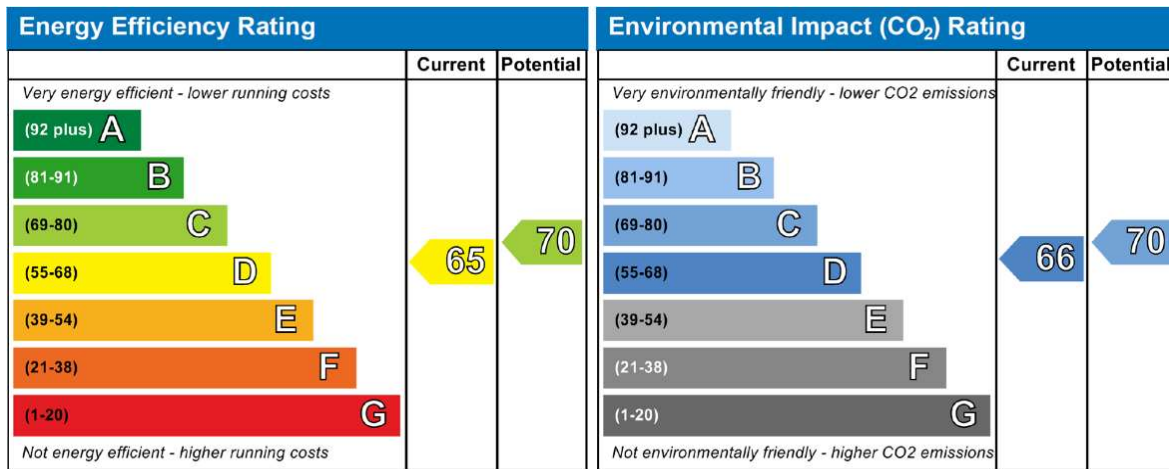 Energy Efficiency Rating
Current Potential
Very energy efficient - lower running costs
(92 plus) A
(81-91) B
(69-80) C
(55-68) D
(39-54) E
(21-38) F
(1-20) G
65
70
Not energy efficient - higher running costs
Environmental Impact (CO₂) Rating
Current Potential
Very environmentally friendly - lower CO2 emissions
(92 plus) A
(81-91) B
(69-80) C
(55-68) D
(39-54) E
(21-38) F
(1-20) G
66
70
Not environmentally friendly - higher CO2 emissions